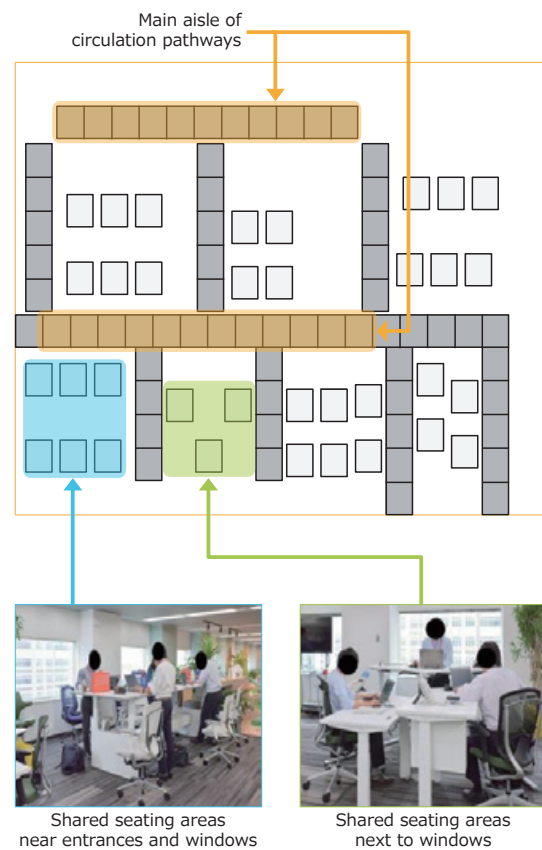 Main aisle of
circulation pathways
Shared seating areas
near entrances and windows
Shared seating areas
next to windows